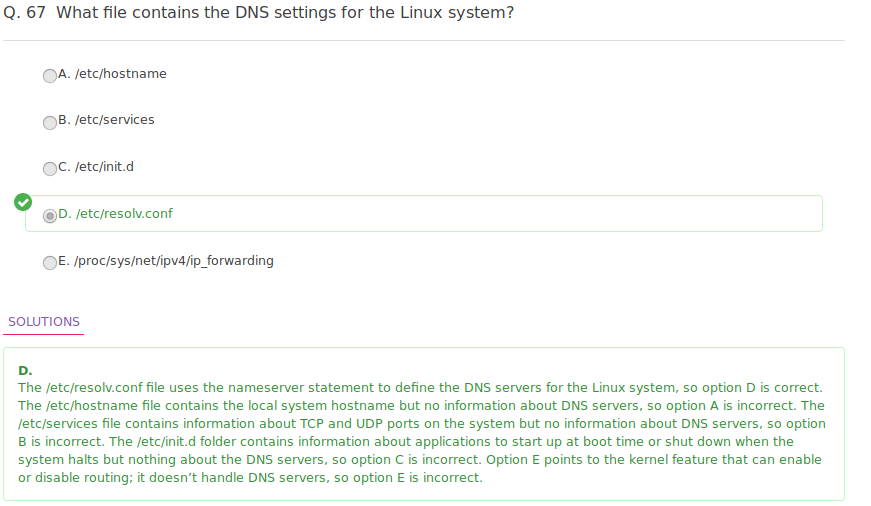 Q. 67  What file contains the DNS settings for the Linux system?
A. /etc/hostname
B. /etc/services
C. /etc/init.d
D. /etc/resolv.conf
E. /proc/sys/net/ipv4/ip_forwarding
SOLUTIONS
D.
The /etc/resolv.conf file uses the nameserver statement to define the DNS servers for the Linux system, so option D is correct.
The /etc/hostname file contains the local system hostname but no information about DNS servers, so option A is incorrect. The
/etc/services file contains information about TCP and UDP ports on the system but no information about DNS servers, so option
B is incorrect. The /etc/init.d folder contains information about applications to start up at boot time or shut down when the
system halts but nothing about the DNS servers, so option C is incorrect. Option E points to the kernel feature that can enable
or disable routing; it doesn’t handle DNS servers, so option E is incorrect.